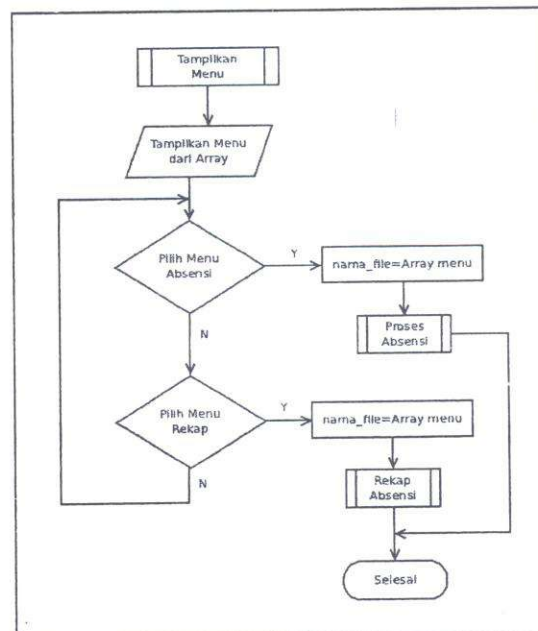 Tampilkan
Menu
Tampilkan Menu
dari Array
Pilih Menu
Absensi
Y
nama_file=Array menu
Proses
Absensi
N
Pilih Menu
Rekap
Y
nama_file=Array menu
N
Rekap
Absensi
Selesai